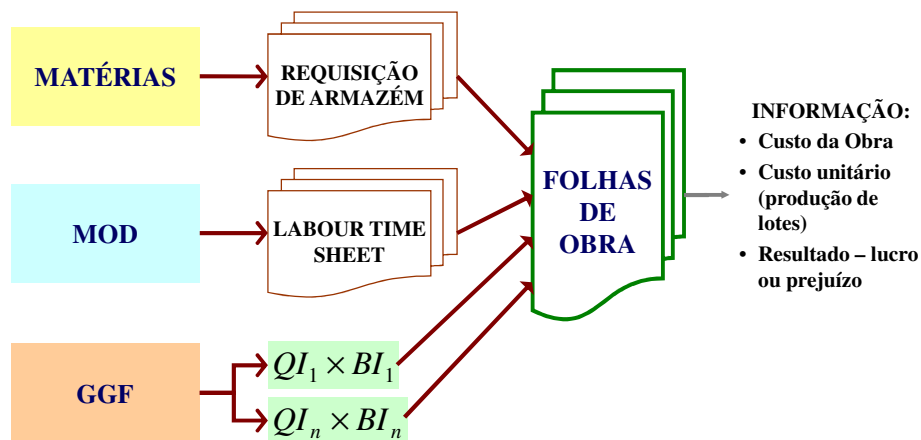 MATÉRIAS
REQUISIÇÃO
DE ARMAZÉM
MOD
LABOUR TIME
SHEET
GGF
QI₁ × BI₁
QIₙ × BIₙ
FOLHAS
DE
OBRA
INFORMAÇÃO:
• Custo da Obra
• Custo unitário
(produção de
lotes)
• Resultado – lucro
ou prejuízo